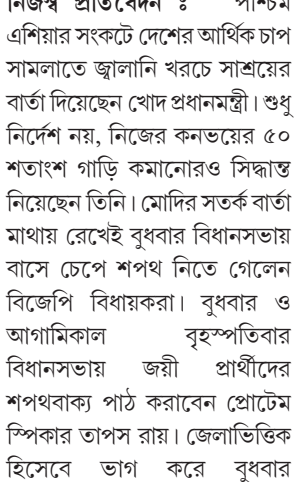 নিজস্ব প্রতিবেদন ঃ পশ্চিম
এশিয়ার সংকটে দেশের আর্থিক চাপ
সামলাতে জ্বালানি খরচে সাশ্রয়ের
বার্তা দিয়েছেন খোদ প্রধানমন্ত্রী। শুধু
নির্দেশ নয়, নিজের কনভয়ের ৫০
শতাংশ গাড়ি কমানোরও সিদ্ধান্ত
নিয়েছেন তিনি। মোদির সতর্ক বার্তা
মাথায় রেখেই বুধবার বিধানসভায়
বাসে চেপে শপথ নিতে গেলেন
বিজেপি বিধায়করা। বুধবার ও
আগামিকাল বৃহস্পতিবার
বিধানসভায় জয়ী প্রার্থীদের
শপথবাক্য পাঠ করাবেন প্রোটেম
স্পিকার তাপস রায়। জেলাভিত্তিক
হিসেবে ভাগ করে বুধবার